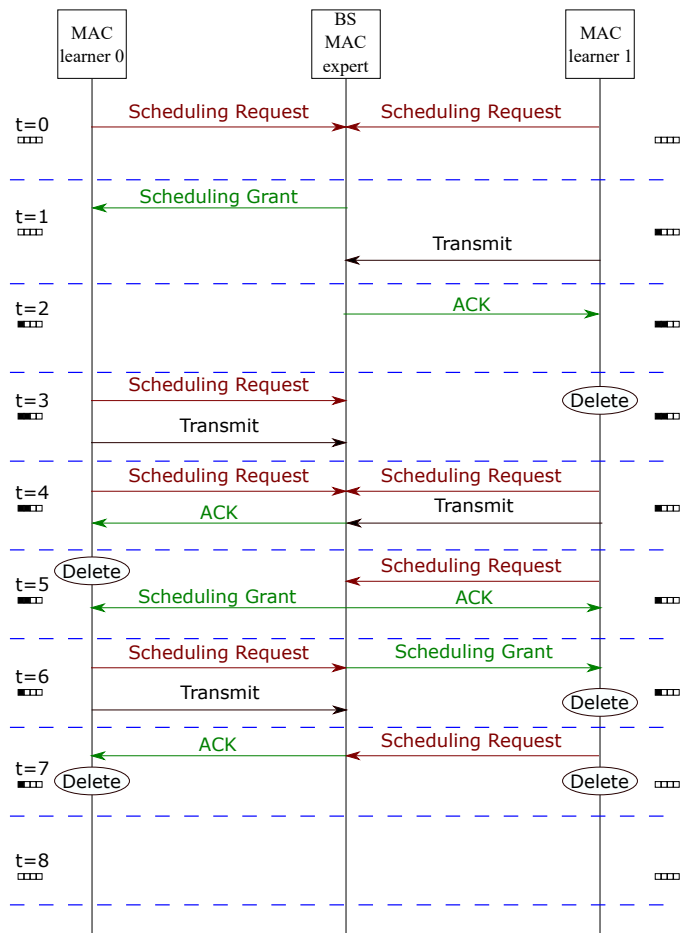 MAC
learner 0
BS
MAC
expert
MAC
learner 1
t=0
Scheduling Request
Scheduling Request
t=1
Scheduling Grant
Transmit
t=2
ACK
t=3
Scheduling Request
Delete
Transmit
t=4
Scheduling Request
Scheduling Request
ACK
Transmit
t=5
Delete
Scheduling Request
Scheduling Grant
ACK
t=6
Scheduling Request
Scheduling Grant
Transmit
Delete
t=7
ACK
Scheduling Request
Delete
Delete
t=8